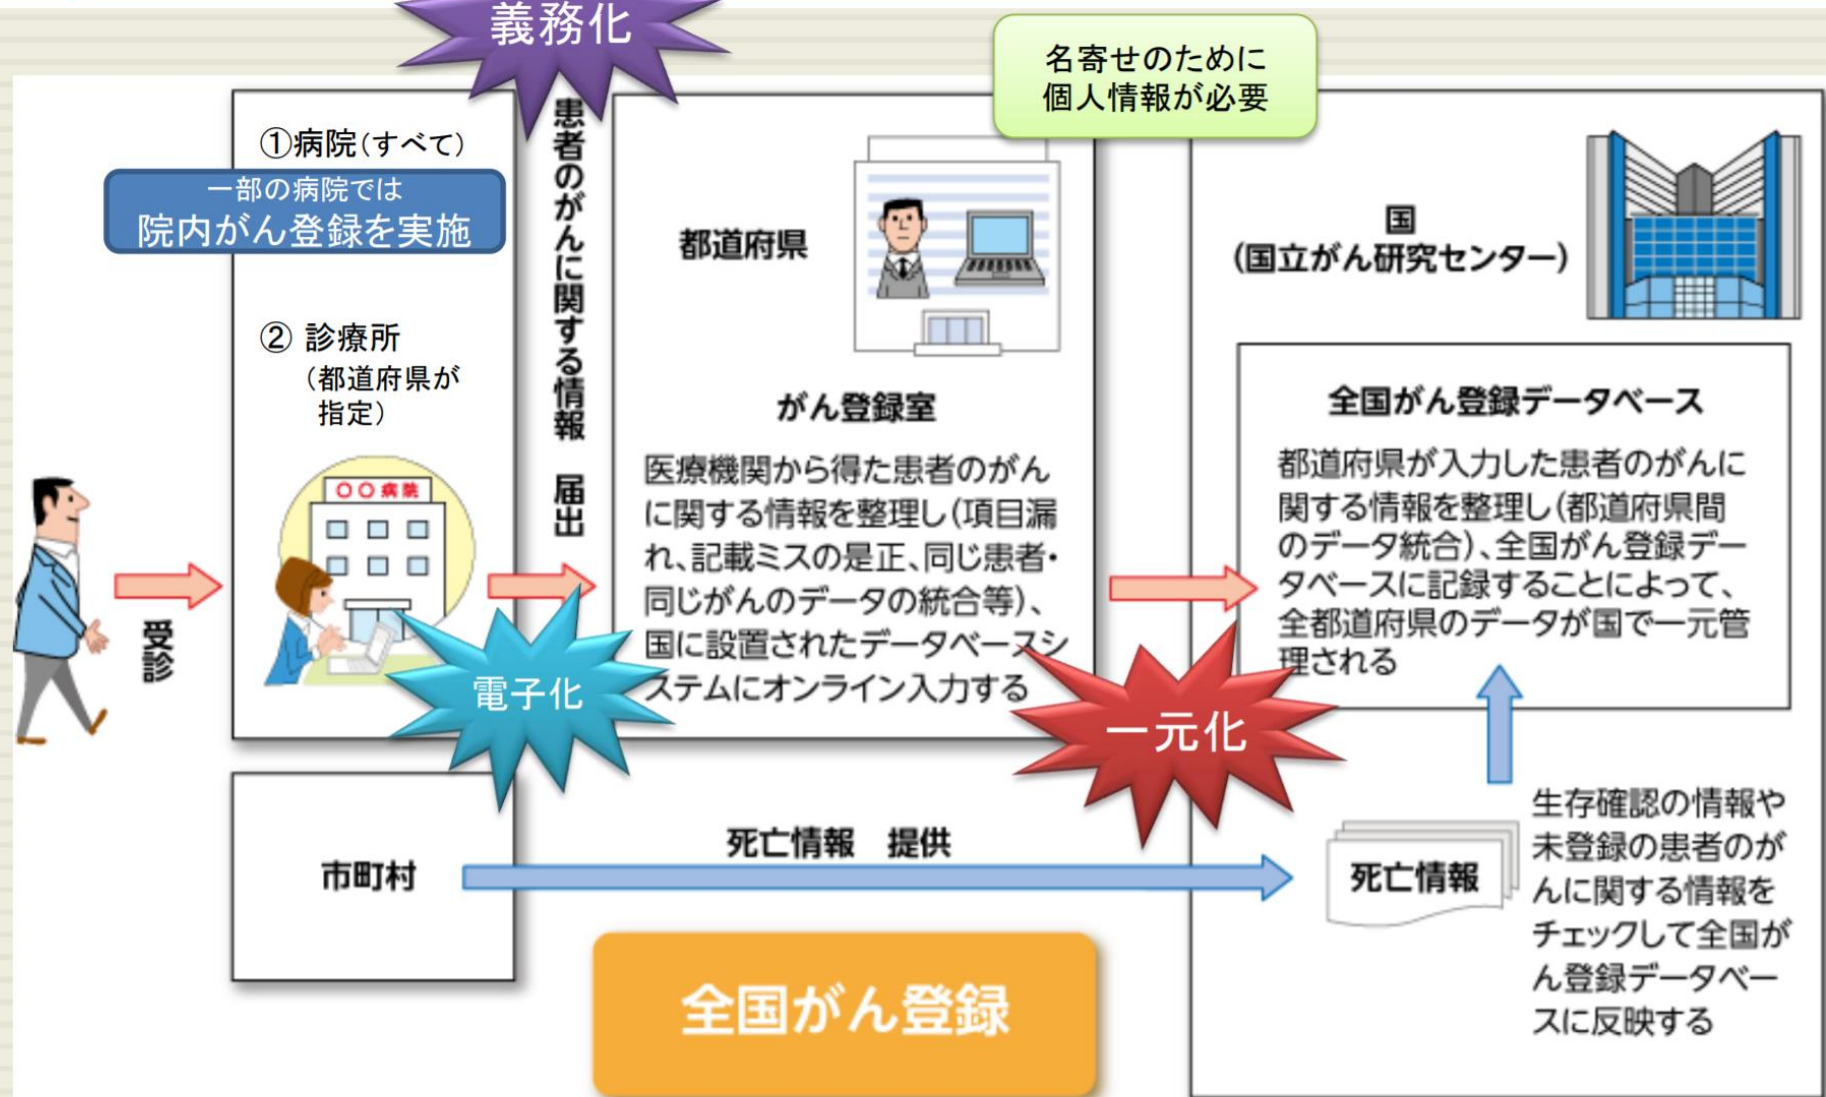 義務化
名寄せのために
個人情報が必要
①病院(すべて)
一部の病院では
院内がん登録を実施
② 診療所
(都道府県が
指定)
〇〇病院
受診
患者のがんに関する情報 届出
電子化
都道府県
がん登録室
医療機関から得た患者のがん
に関する情報を整理し(項目漏
れ、記載ミスの是正、同じ患者・
同じがんのデータの統合等)、
国に設置されたデータベースシ
ステムにオンライン入力する
一元化
国
(国立がん研究センター)
全国がん登録データベース
都道府県が入力した患者のがんに
関する情報を整理し(都道府県間
のデータ統合)、全国がん登録デー
タベースに記録することによって、
全都道府県のデータが国で一元管
理される
市町村
死亡情報 提供
死亡情報
生存確認の情報や
未登録の患者のが
んに関する情報を
チェックして全国が
ん登録データベー
スに反映する
全国がん登録